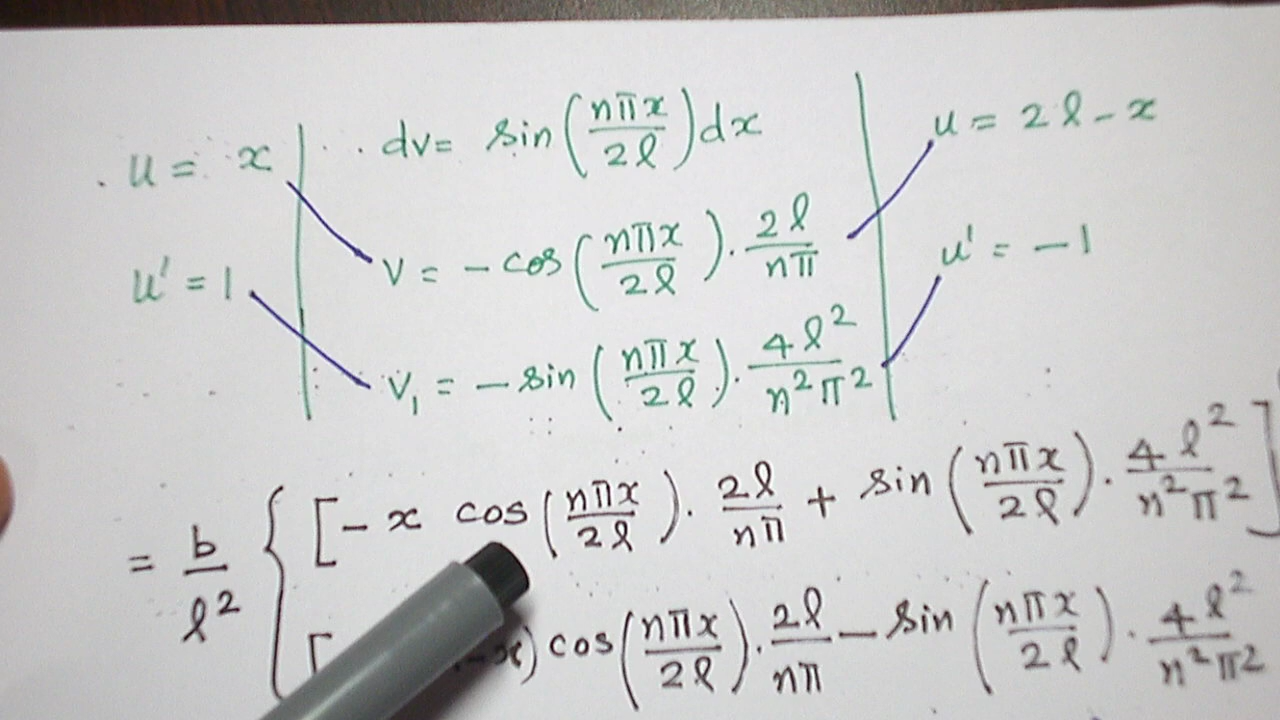 u = x | dv = sin(nπx/2l)dx | u = 2l - x
u' = 1 | v = -cos(nπx/2l) · 2l/nπ | u' = -1
v₁ = -sin(nπx/2l) · 4l²/n²π²
= b/l² { [-x cos(nπx/2l) · 2l/nπ + sin(nπx/2l) · 4l²/n²π²]
[ x) cos(nπx/2l) · 2l/nπ - sin(nπx/2l) · 4l²/n²π²